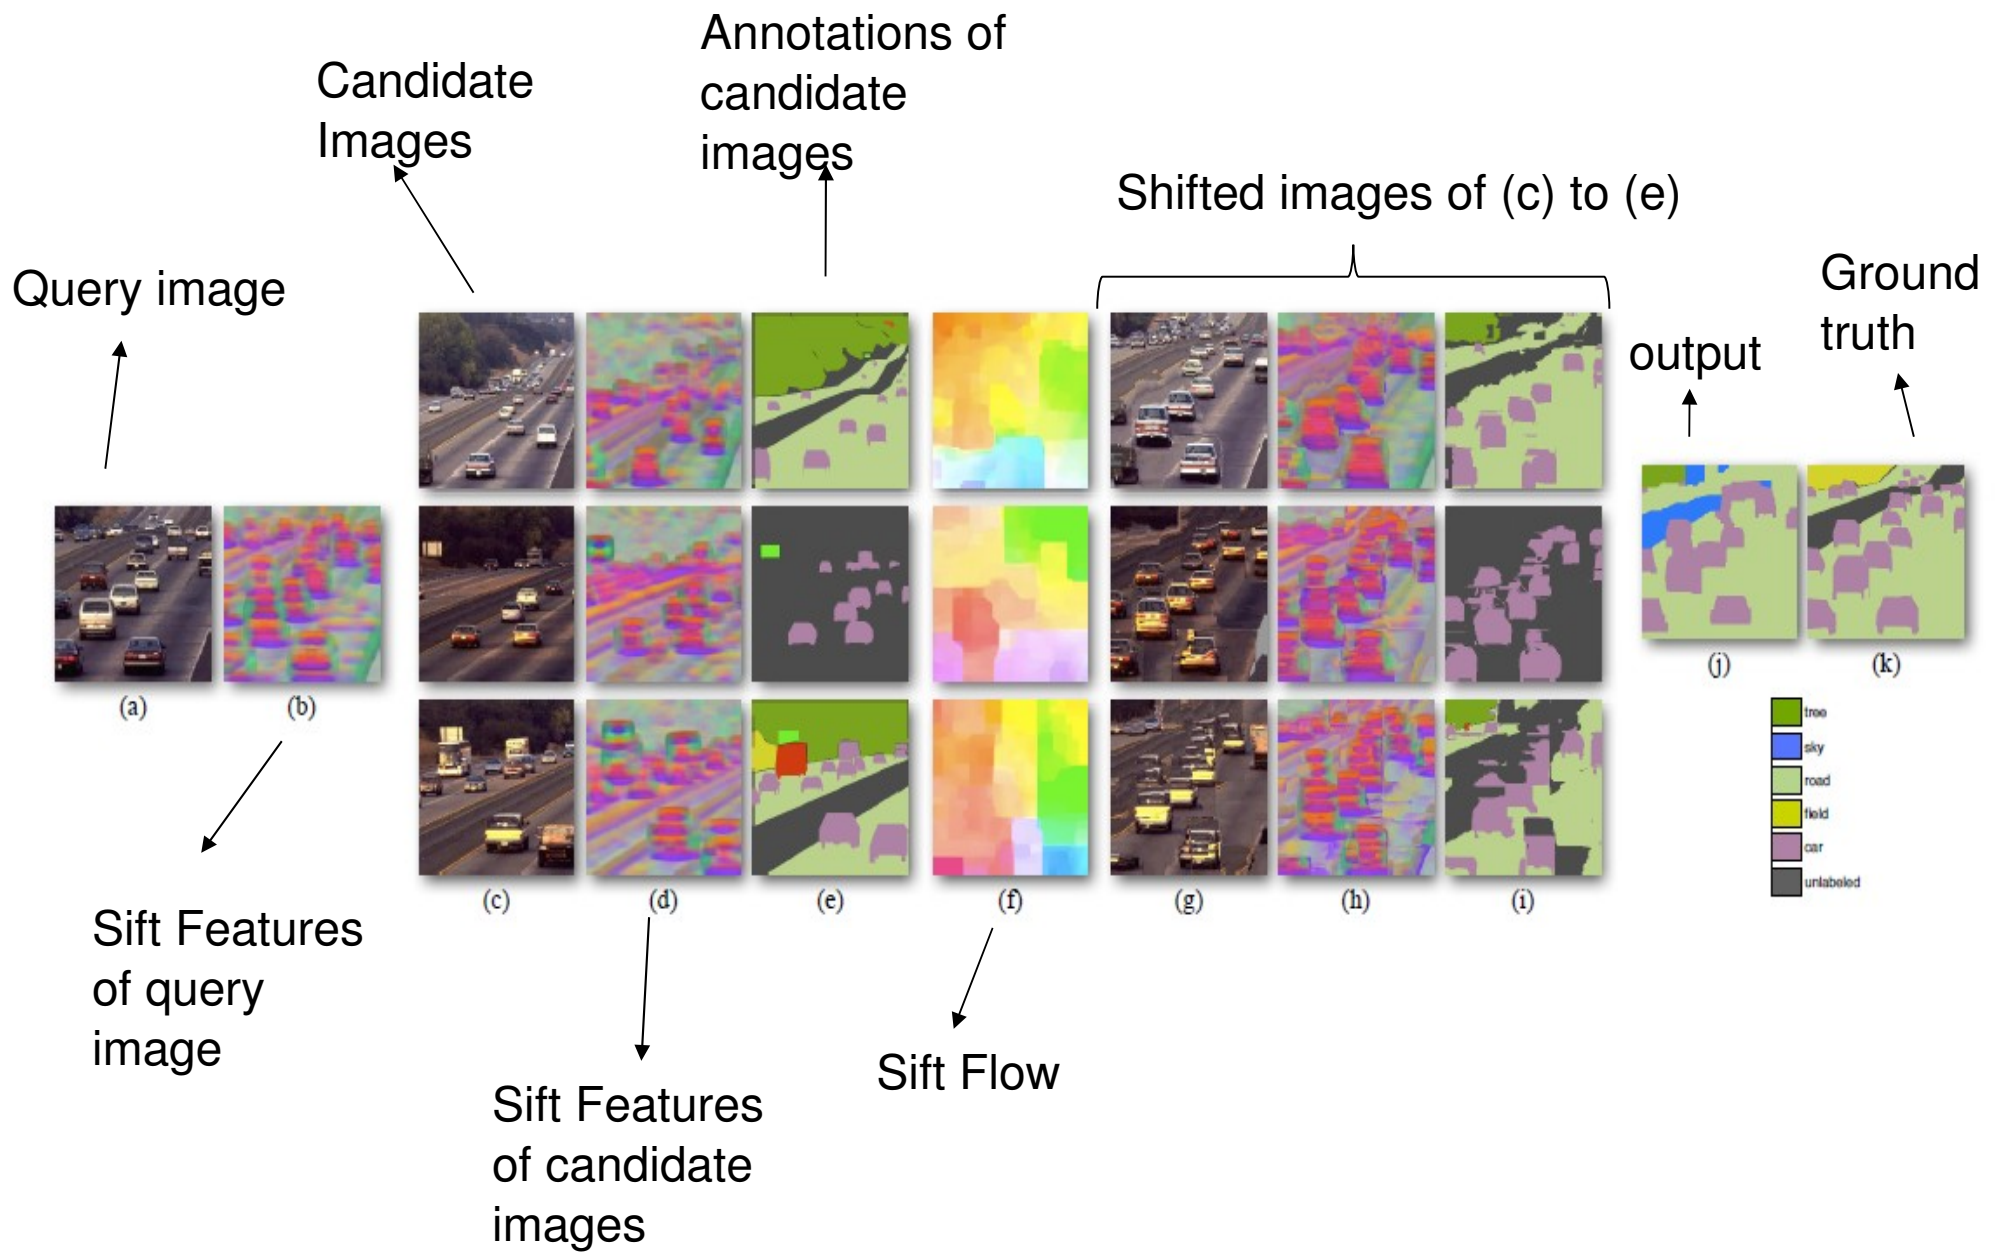 Annotations of
candidate
images
Candidate
Images
Shifted images of (c) to (e)
Query image
Ground
truth
output
(a)
(b)
(c)
(d)
(e)
(f)
(g)
(h)
(i)
(j)
(k)
tree
sky
road
field
car
unlabeled
Sift Features
of query
image
Sift Features
of candidate
images
Sift Flow